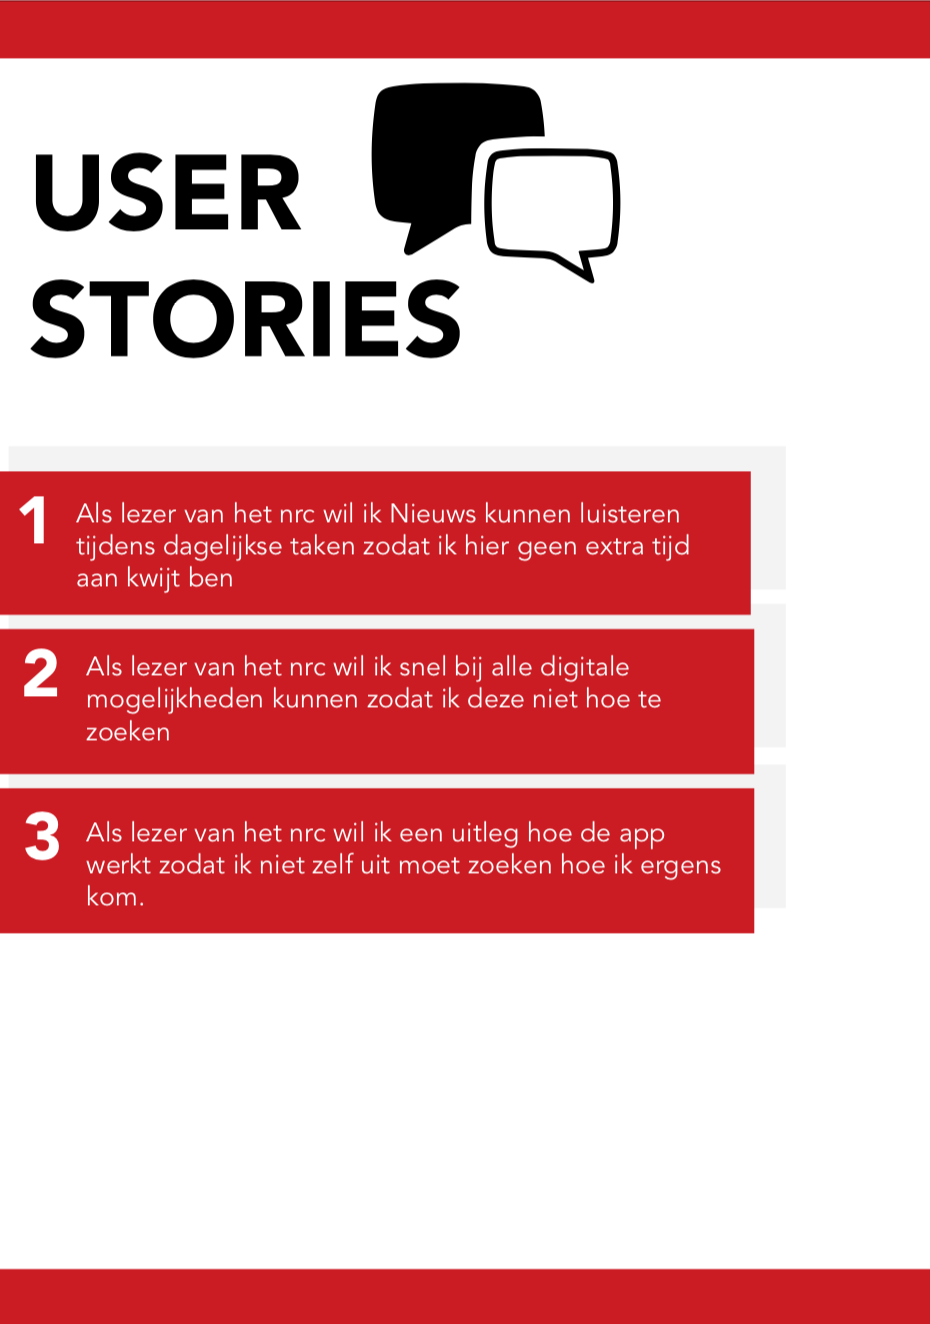 USER
STORIES
1 Als lezer van het nrc wil ik Nieuws kunnen luisteren
tijdens dagelijkse taken zodat ik hier geen extra tijd
aan kwijt ben
2 Als lezer van het nrc wil ik snel bij alle digitale
mogelijkheden kunnen zodat ik deze niet hoe te
zoeken
3 Als lezer van het nrc wil ik een uitleg hoe de app
werkt zodat ik niet zelf uit moet zoeken hoe ik ergens
kom.